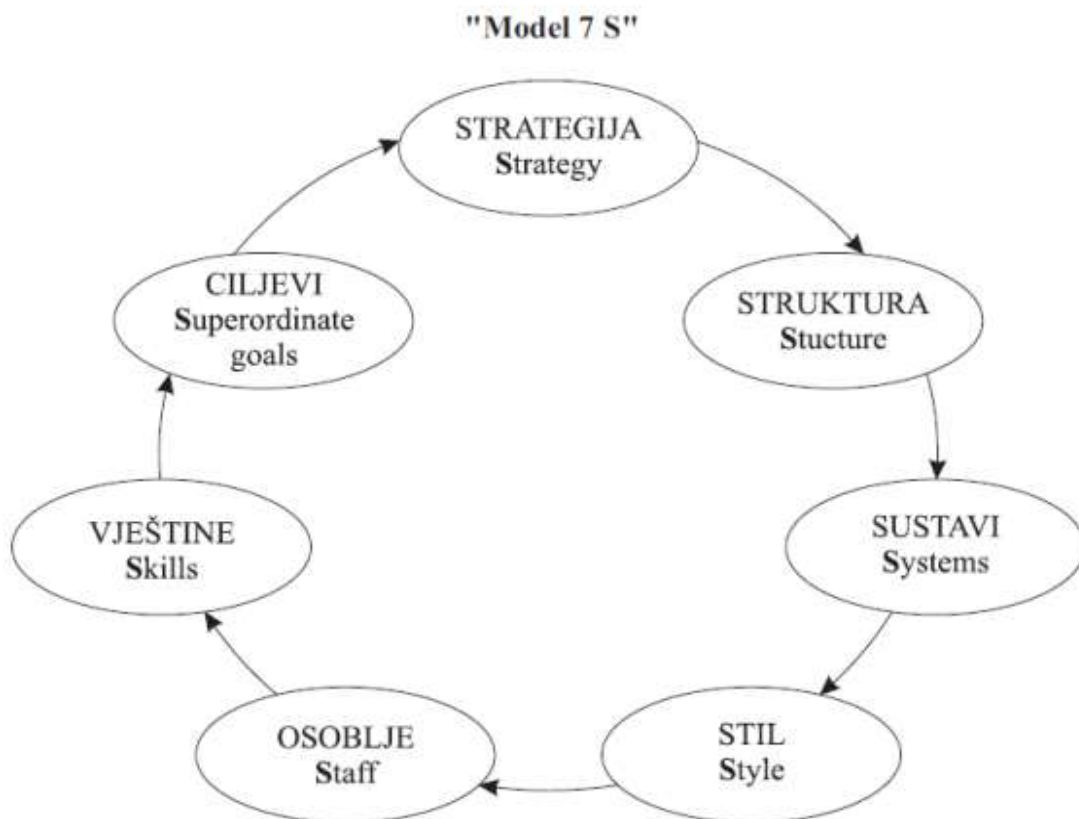 "Model 7 S"
STRATEGIJA
Strategy
CILJEVI
Superordinate
goals
STRUKTURA
Stucture
VJEŠTINE
Skills
SUSTAVI
Systems
OSOBLJE
Staff
STIL
Style